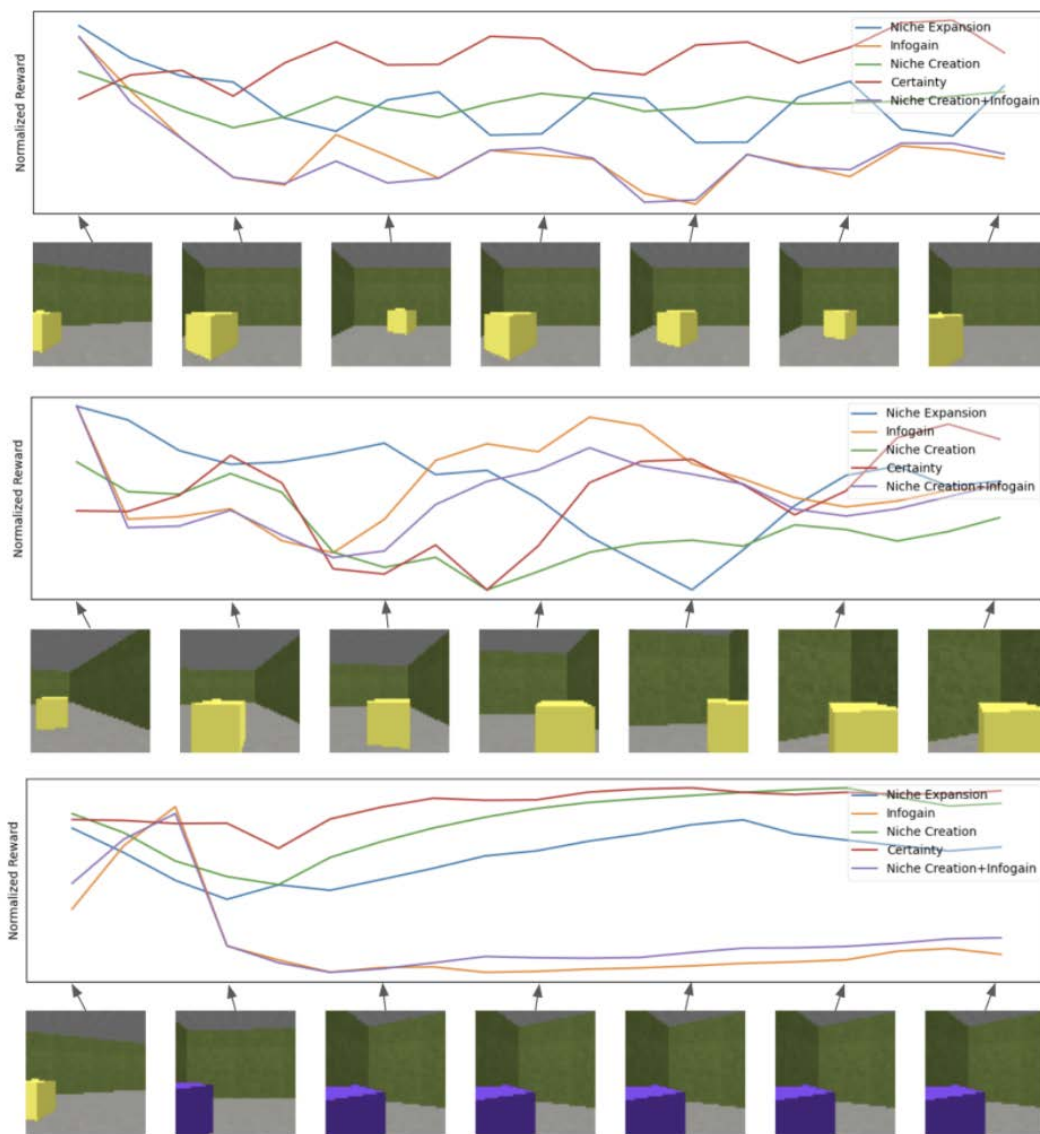 Normalized Reward
Niche Expansion
Infogain
Niche Creation
Certainty
Niche Creation+Infogain
Normalized Reward
Niche Expansion
Infogain
Niche Creation
Certainty
Niche Creation+Infogain
Normalized Reward
Niche Expansion
Infogain
Niche Creation
Certainty
Niche Creation+Infogain